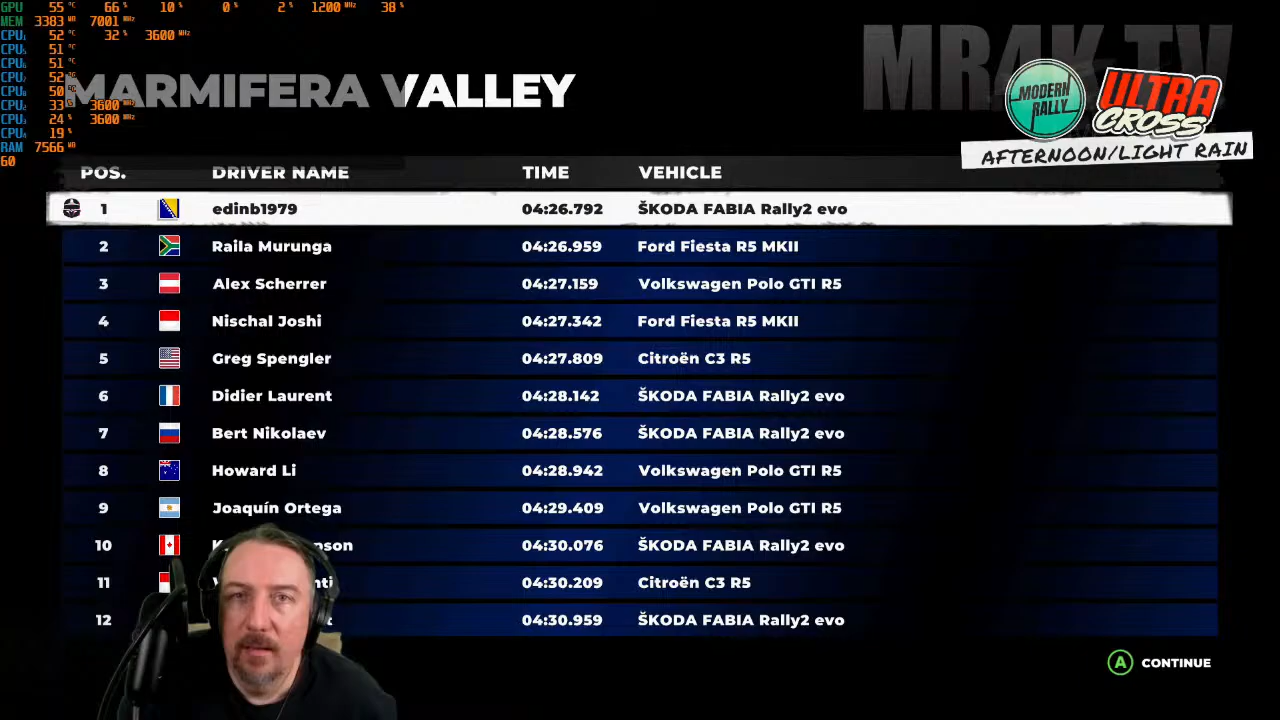 GPU 55 °C 66 % 10 % 0 % 2 % 1200 MHz 38 %
MEM 3383 MB 7001 MHz
CPU 52 °C 32 % 3600 MHz
CPU 51 °C
CPU 51 °C
CPU 52 °C
CPU 50
CPU 33 3600 MHz
CPU 24 % 3600 MHz
CPU 19 %
RAM 7566 MB
60
MR4K-TV
MARMIFERA VALLEY
MODERN RALLY
ULTRA CROSS
AFTERNOON/LIGHT RAIN
POS. DRIVER NAME TIME VEHICLE
1 edinb1979 04:26.792 ŠKODA FABIA Rally2 evo
2 Raila Murunga 04:26.959 Ford Fiesta R5 MKII
3 Alex Scherrer 04:27.159 Volkswagen Polo GTI R5
4 Nischal Joshi 04:27.342 Ford Fiesta R5 MKII
5 Greg Spengler 04:27.809 Citroën C3 R5
6 Didier Laurent 04:28.142 ŠKODA FABIA Rally2 evo
7 Bert Nikolaev 04:28.576 ŠKODA FABIA Rally2 evo
8 Howard Li 04:28.942 Volkswagen Polo GTI R5
9 Joaquín Ortega 04:29.409 Volkswagen Polo GTI R5
10 04:30.076 ŠKODA FABIA Rally2 evo
11 04:30.209 Citroën C3 R5
12 04:30.959 ŠKODA FABIA Rally2 evo
A CONTINUE